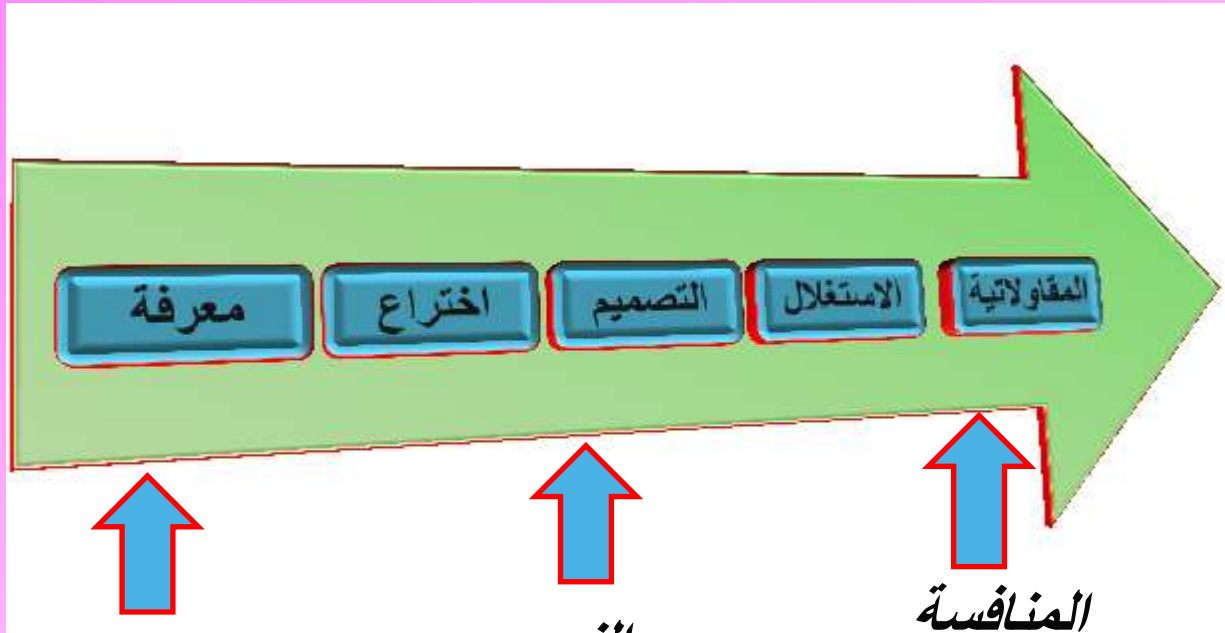 معرفة
اختراع
التصميم
الاستغلال
المقاولاتية
المنافسة